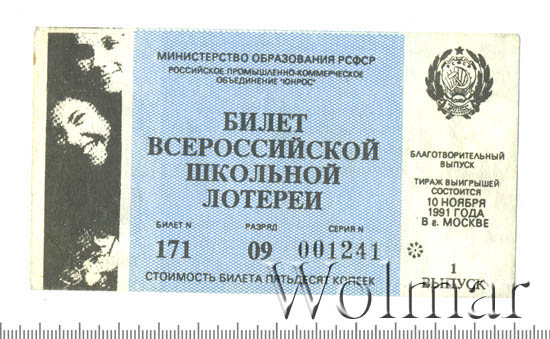 МИНИСТЕРСТВО ОБРАЗОВАНИЯ РСФСР
РОССИЙСКОЕ ПРОМЫШЛЕННО-КОММЕРЧЕСКОЕ
ОБЪЕДИНЕНИЕ "ЮНРОС"
БИЛЕТ
ВСЕРОССИЙСКОЙ
ШКОЛЬНОЙ
ЛОТЕРЕИ
БИЛЕТ N РАЗРЯД СЕРИЯ N
171 09 001241
СТОИМОСТЬ БИЛЕТА ПЯТЬДЕСЯТ КОПЕЕК
БЛАГОТВОРИТЕЛЬНЫЙ
ВЫПУСК
ТИРАЖ ВЫИГРЫШЕЙ
СОСТОИТСЯ
10 НОЯБРЯ
1991 ГОДА
В г. МОСКВЕ
1
ВЫПУСК
Wolmar